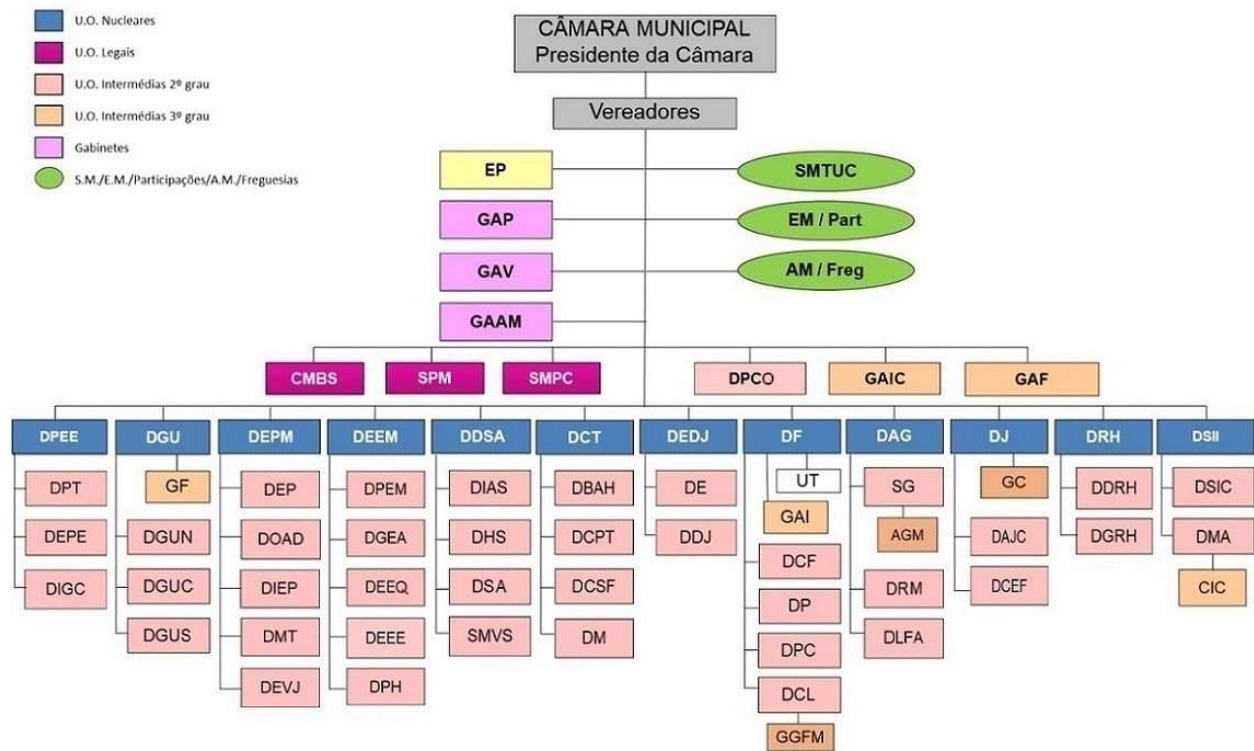 U.O. Nucleares
U.O. Legais
U.O. Intermédias 2º grau
U.O. Intermédias 3º grau
Gabinetes
S.M./E.M./Participações/A.M./Freguesias
CÂMARA MUNICIPAL
Presidente da Câmara
Vereadores
EP
SMTUC
GAP
EM / Part
GAV
AM / Freg
GAAM
CMBS
SPM
SMPC
DPCO
GAIC
GAF
DPEE
DGU
DEPM
DEEM
DDSA
DCT
DEDJ
DF
DAG
DJ
DRH
DSII
DPT
DEPE
DIGC
GF
DGUN
DGUC
DGUS
DEP
DOAD
DIEP
DMT
DEVJ
DPEM
DGEA
DEEQ
DEEE
DPH
DIAS
DHS
DSA
SMVS
DBAH
DCPT
DCSF
DM
DE
DDJ
UT
GAI
DCF
DP
DPC
DCL
GGFM
SG
AGM
DRM
DLFA
GC
DAJC
DCEF
DDRH
DGRH
DSIC
DMA
CIC